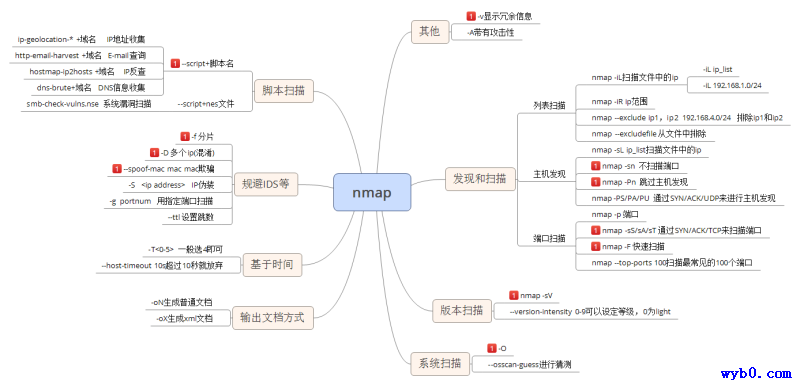 nmap
其他
1 -v显示冗余信息
-A带有攻击性
发现和扫描
列表扫描
nmap -iL扫描文件中的ip
-iL ip_list
-iL 192.168.1.0/24
nmap -iR ip范围
nmap --exclude ip1，ip2 192.168.4.0/24 排除ip1和ip2
nmap --excludefile 从文件中排除
主机发现
nmap -sL ip_list扫描文件中的ip
1 nmap -sn 不扫描端口
1 nmap -Pn 跳过主机发现
nmap -PS/PA/PU 通过SYN/ACK/UDP来进行主机发现
端口扫描
nmap -p 端口
1 nmap -sS/sA/sT 通过SYN/ACK/TCP来扫描端口
1 nmap -F 快速扫描
nmap --top-ports 100扫描最常见的100个端口
版本扫描
1 nmap -sV
--version-intensity 0-9可以设定等级，0为light
系统扫描
1 -O
--osscan-guess进行猜测
脚本扫描
1 --script+脚本名
ip-geolocation-* +域名 IP地址收集
http-email-harvest +域名 E-mail查询
hostmap-ip2hosts +域名 IP反查
dns-brute+域名 DNS信息收集
--script+nes文件
smb-check-vulns.nse 系统漏洞扫描
规避IDS等
1 -f 分片
1 -D 多个ip(混淆)
1 --spoof-mac mac mac欺骗
-S <ip address> IP伪装
-g portnum 用指定端口扫描
--ttl 设置跳数
基于时间
-T<0-5> 一般选4即可
--host-timeout 10s超过10秒就放弃
输出文档方式
-oN生成普通文档
-oX生成xml文档
wyb0.com